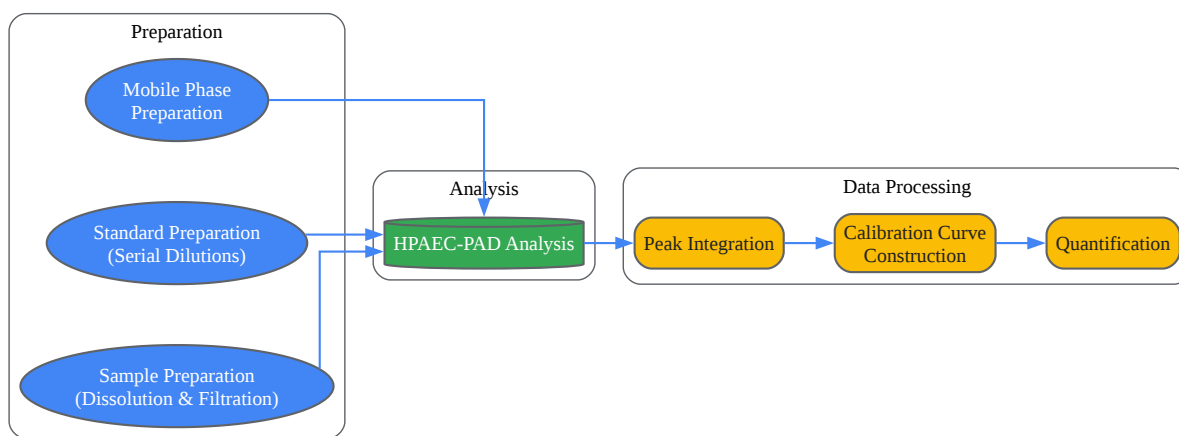 Preparation
Mobile Phase
Preparation
Standard Preparation
(Serial Dilutions)
Sample Preparation
(Dissolution & Filtration)
Analysis
HPAEC-PAD Analysis
Data Processing
Peak Integration
Calibration Curve
Construction
Quantification